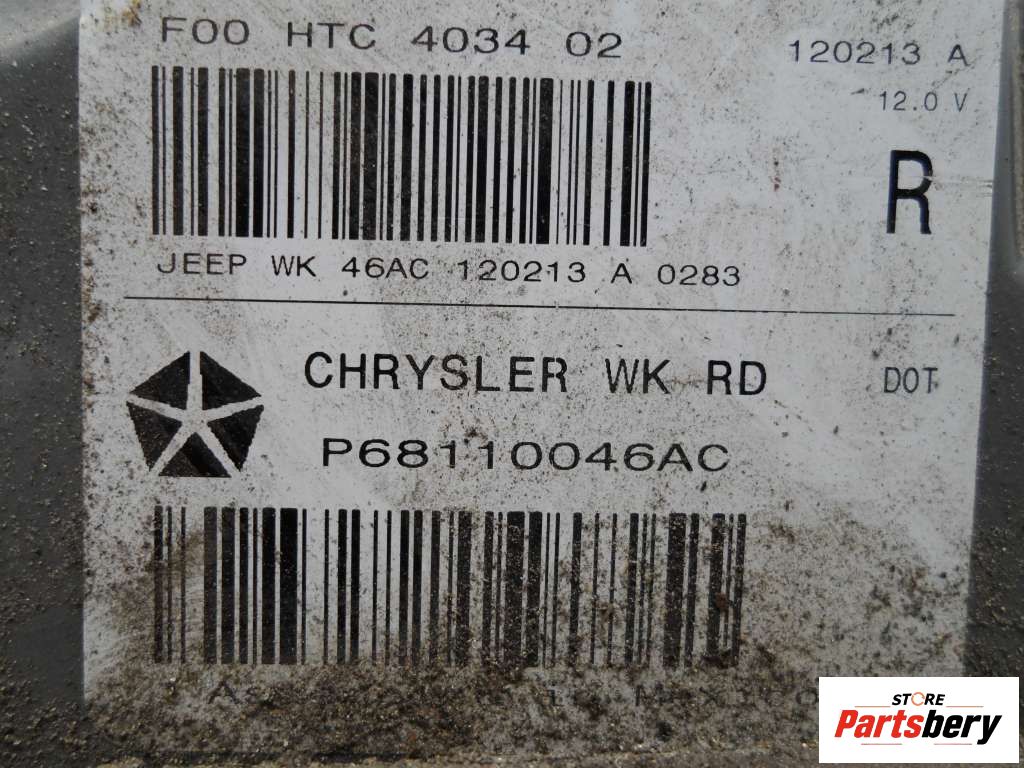 F00 HTC 4034 02
120213 A
12.0 V
R
JEEP WK 46AC 120213 A 0283
CHRYSLER WK RD
DOT
P68110046AC
STORE
Partsbery